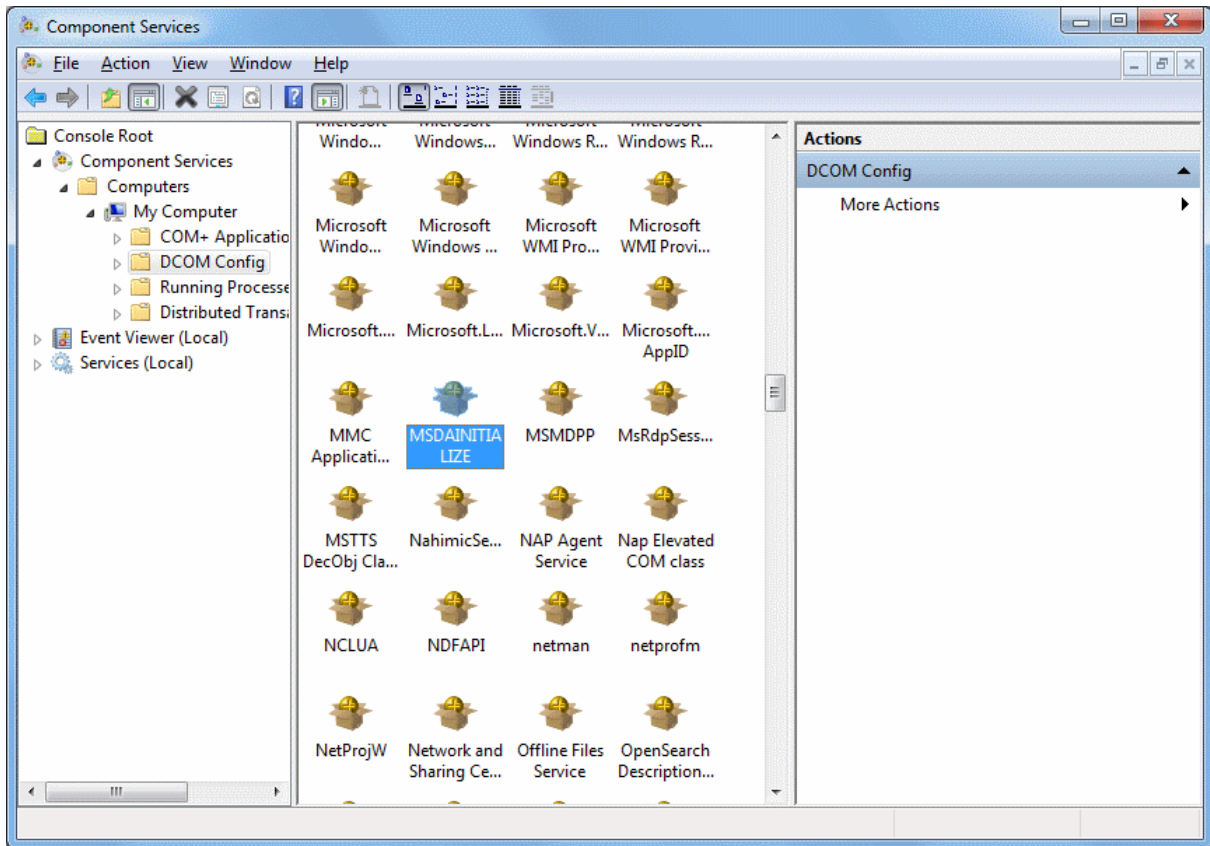 Component Services
File Action View Window Help
Console Root
Component Services
Computers
My Computer
COM+ Applicatio
DCOM Config
Running Processe
Distributed Transa
Event Viewer (Local)
Services (Local)
Microsoft Microsoft Microsoft Microsoft
Windo... Windows... Windows R... Windows R...
Microsoft Microsoft Microsoft Microsoft
Windo... Windows ... WMI Pro... WMI Provi...
Microsoft.... Microsoft.L... Microsoft.V... Microsoft....
AppID
MMC MSDAINITIA MSMDPP MsRdpSess...
Applicati... LIZE
MSTTS NahimicSe... NAP Agent Nap Elevated
DecObj Cla... Service COM class
NCLUA NDFAPI netman netprofm
NetProjW Network and Offline Files OpenSearch
Sharing Ce... Service Description...
Actions
DCOM Config
More Actions